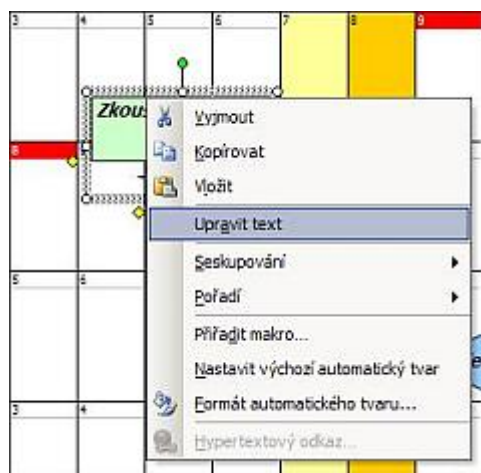 3 4 5 6 7 8 9
Zkou
Vyjmout
8
Kopírovat
Vložit
Upravit text
5 6
Seskupování
Pořadí
Přiřadit makro...
Nastavit výchozí automatický tvar
3 4
Formát automatického tvaru...
Hypertextový odkaz...